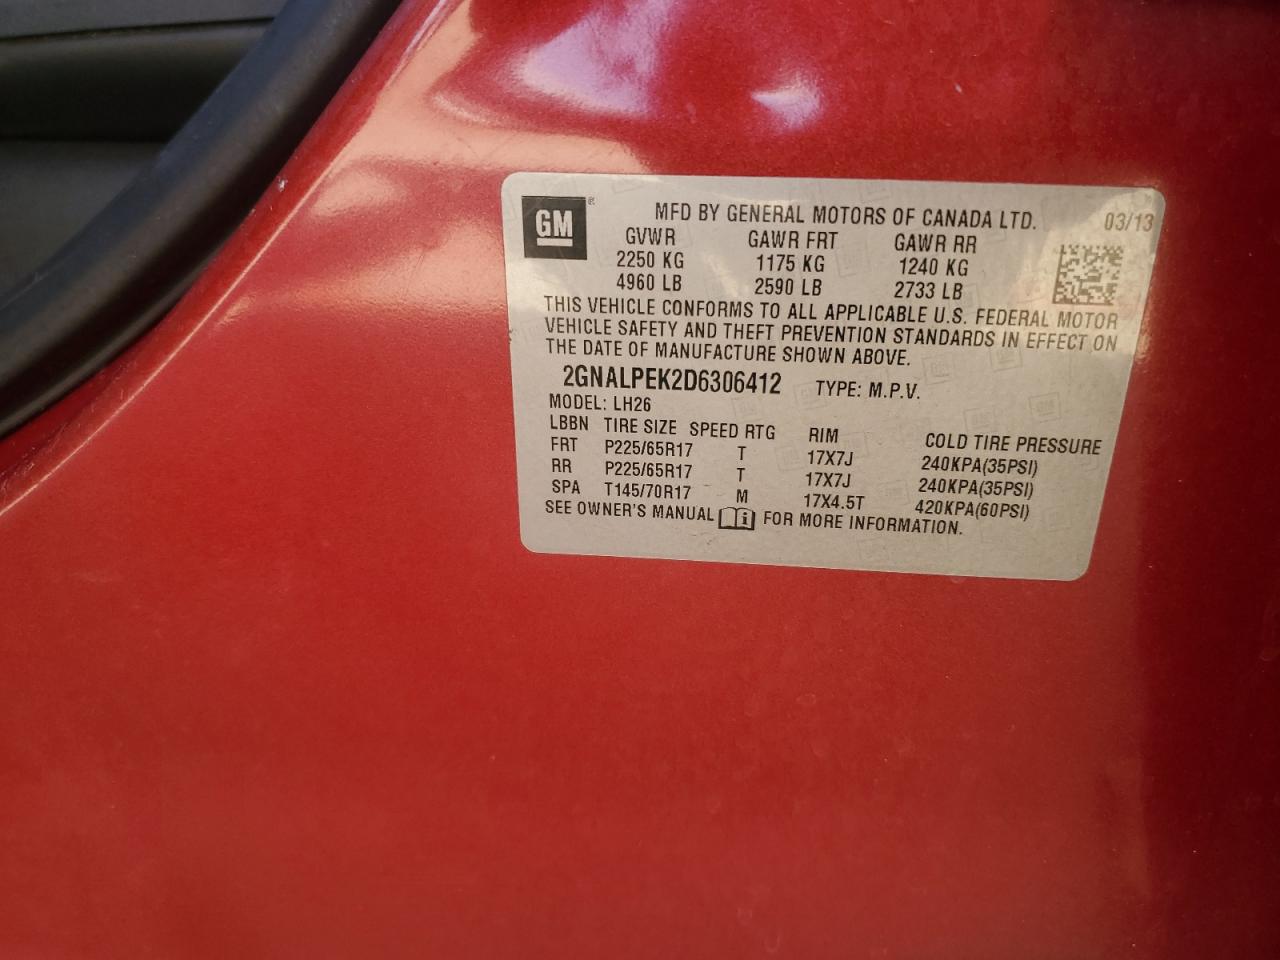 GM ®
MFD BY GENERAL MOTORS OF CANADA LTD. 03/13
GVWR GAWR FRT GAWR RR
2250 KG 1175 KG 1240 KG
4960 LB 2590 LB 2733 LB
THIS VEHICLE CONFORMS TO ALL APPLICABLE U.S. FEDERAL MOTOR
VEHICLE SAFETY AND THEFT PREVENTION STANDARDS IN EFFECT ON
THE DATE OF MANUFACTURE SHOWN ABOVE.
2GNALPEK2D6306412 TYPE: M.P.V.
MODEL: LH26
LBBN TIRE SIZE SPEED RTG RIM COLD TIRE PRESSURE
FRT P225/65R17 T 17X7J 240KPA(35PSI)
RR P225/65R17 T 17X7J 240KPA(35PSI)
SPA T145/70R17 M 17X4.5T 420KPA(60PSI)
SEE OWNER'S MANUAL i FOR MORE INFORMATION.